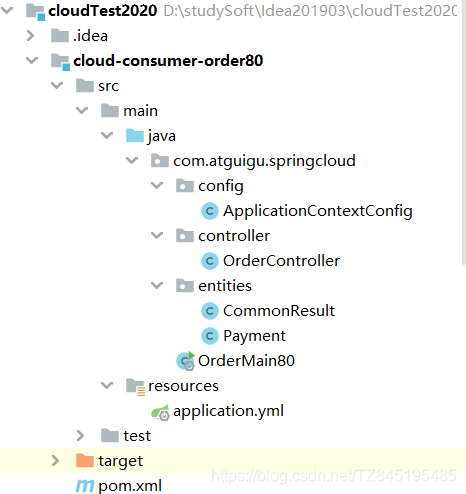 cloudTest2020 D:\studySoft\Idea201903\cloudTest2020
.idea
cloud-consumer-order80
src
main
java
com.atguigu.springcloud
config
ApplicationContextConfig
controller
OrderController
entities
CommonResult
Payment
OrderMain80
resources
application.yml
test
target
https://blog.csdn.net/TZ845195485
pom.xml